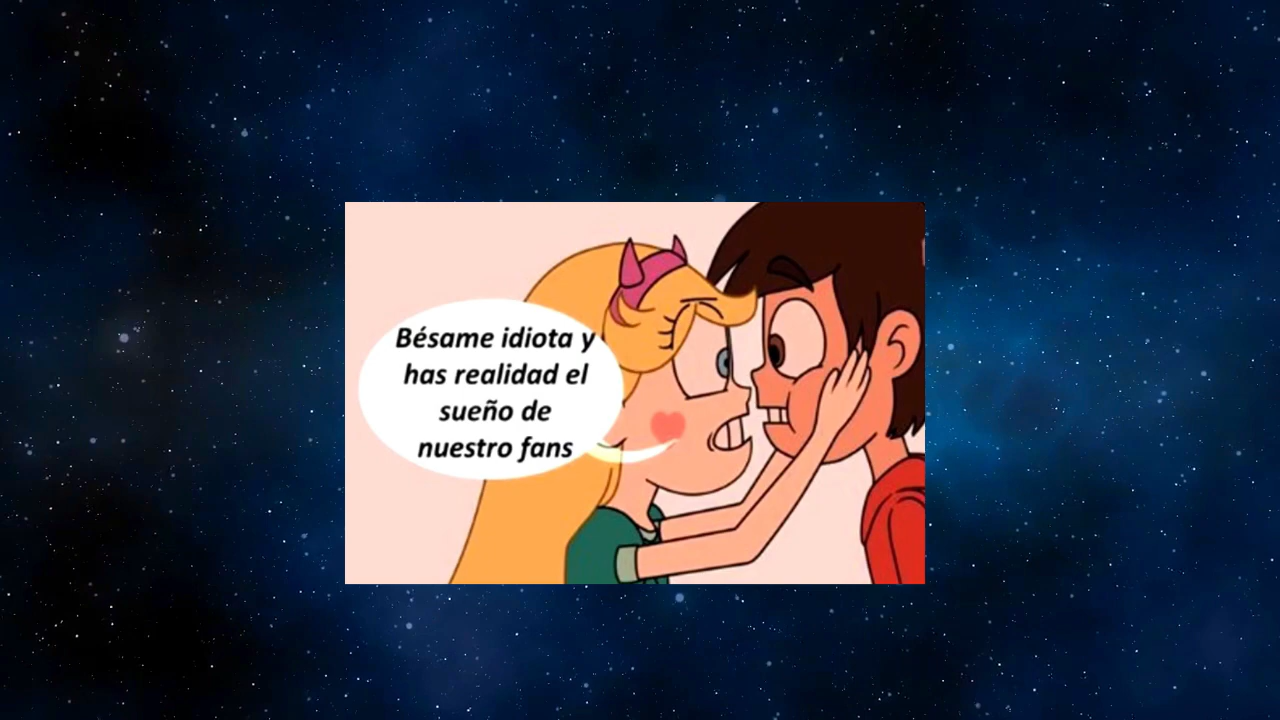 Bésame idiota y
has realidad el
sueño de
nuestro fans